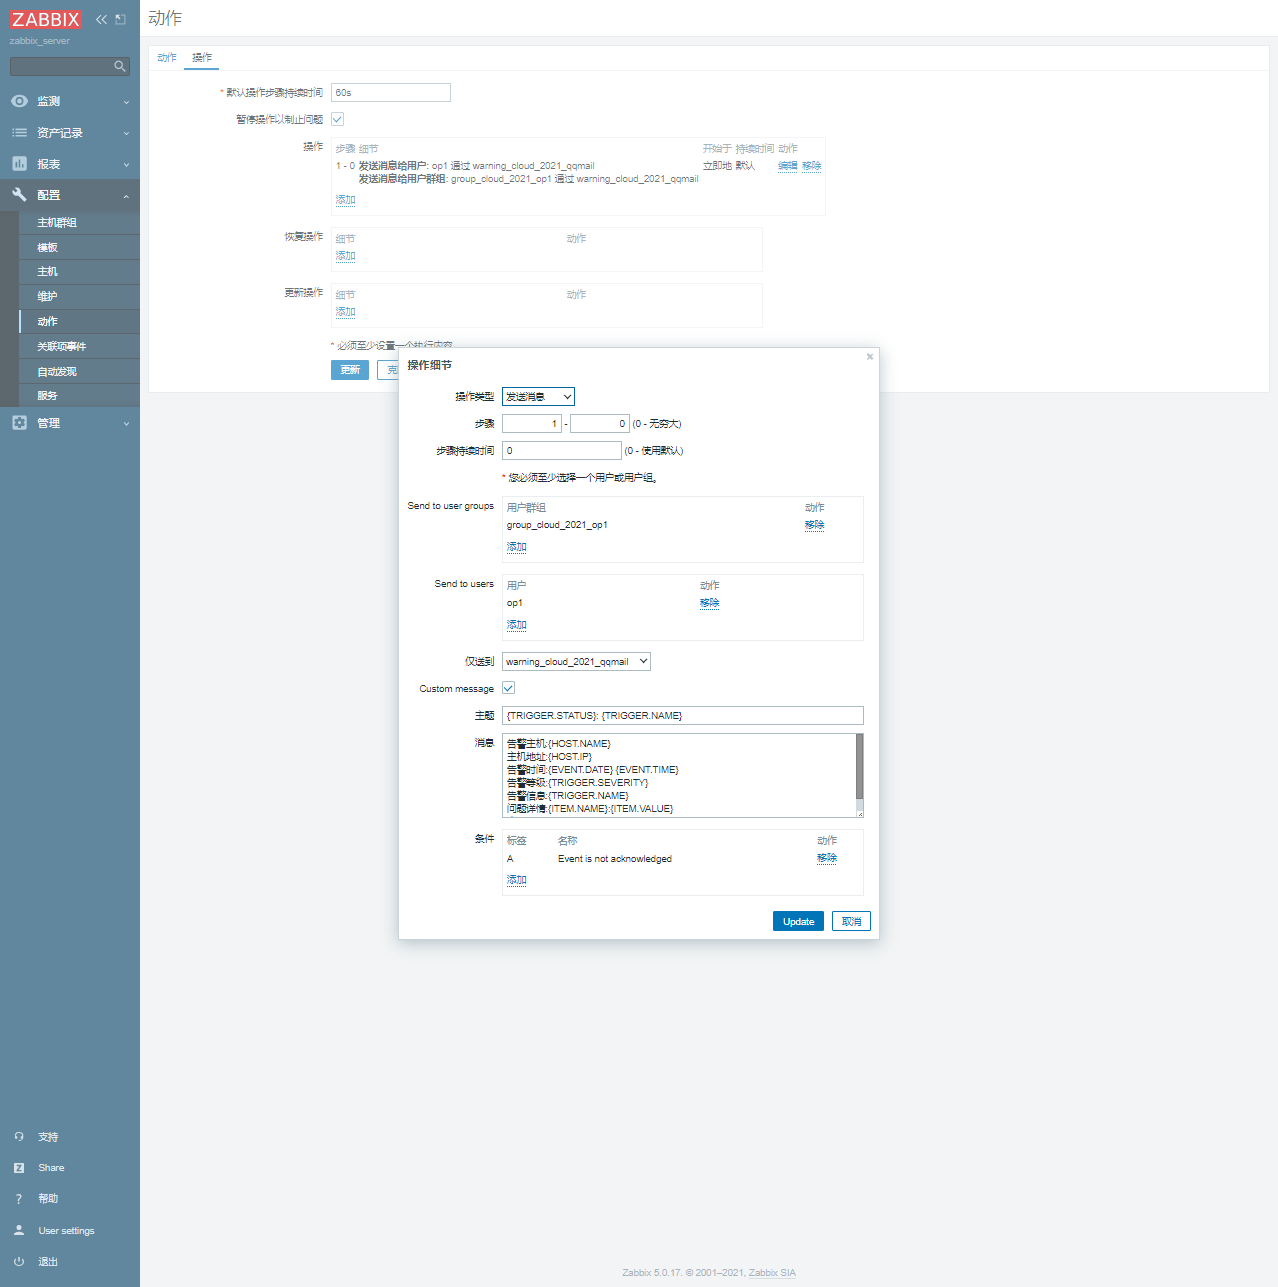 ZABBIX
zabbix_server
监测
资产记录
报表
配置
主机群组
模板
主机
维护
动作
关联项事件
自动发现
服务
管理
支持
Share
帮助
User settings
退出
动作
动作 操作
* 默认操作步骤持续时间 60s
暂停操作以制止问题
操作 步骤 细节 开始于 持续时间 动作
1 - 0 发送消息给用户: op1 通过 warning_cloud_2021_qqmail 立即地 默认 编辑 移除
发送消息给用户群组: group_cloud_2021_op1 通过 warning_cloud_2021_qqmail
添加
恢复操作 细节 动作
添加
更新操作 细节 动作
添加
* 必须至少设置一个执行内容
更新 克
操作细节 ×
操作类型 发送消息
步骤 1 - 0 (0 - 无穷大)
步骤持续时间 0 (0 - 使用默认)
* 您必须至少选择一个用户或用户组。
Send to user groups 用户群组 动作
group_cloud_2021_op1 移除
添加
Send to users 用户 动作
op1 移除
添加
仅送到 warning_cloud_2021_qqmail
Custom message
主题 {TRIGGER.STATUS}: {TRIGGER.NAME}
消息 告警主机:{HOST.NAME}
主机地址:{HOST.IP}
告警时间:{EVENT.DATE} {EVENT.TIME}
告警等级:{TRIGGER.SEVERITY}
告警信息:{TRIGGER.NAME}
问题详情:{ITEM.NAME}:{ITEM.VALUE}
条件 标签 名称 动作
A Event is not acknowledged 移除
添加
Update 取消
Zabbix 5.0.17. © 2001–2021, Zabbix SIA